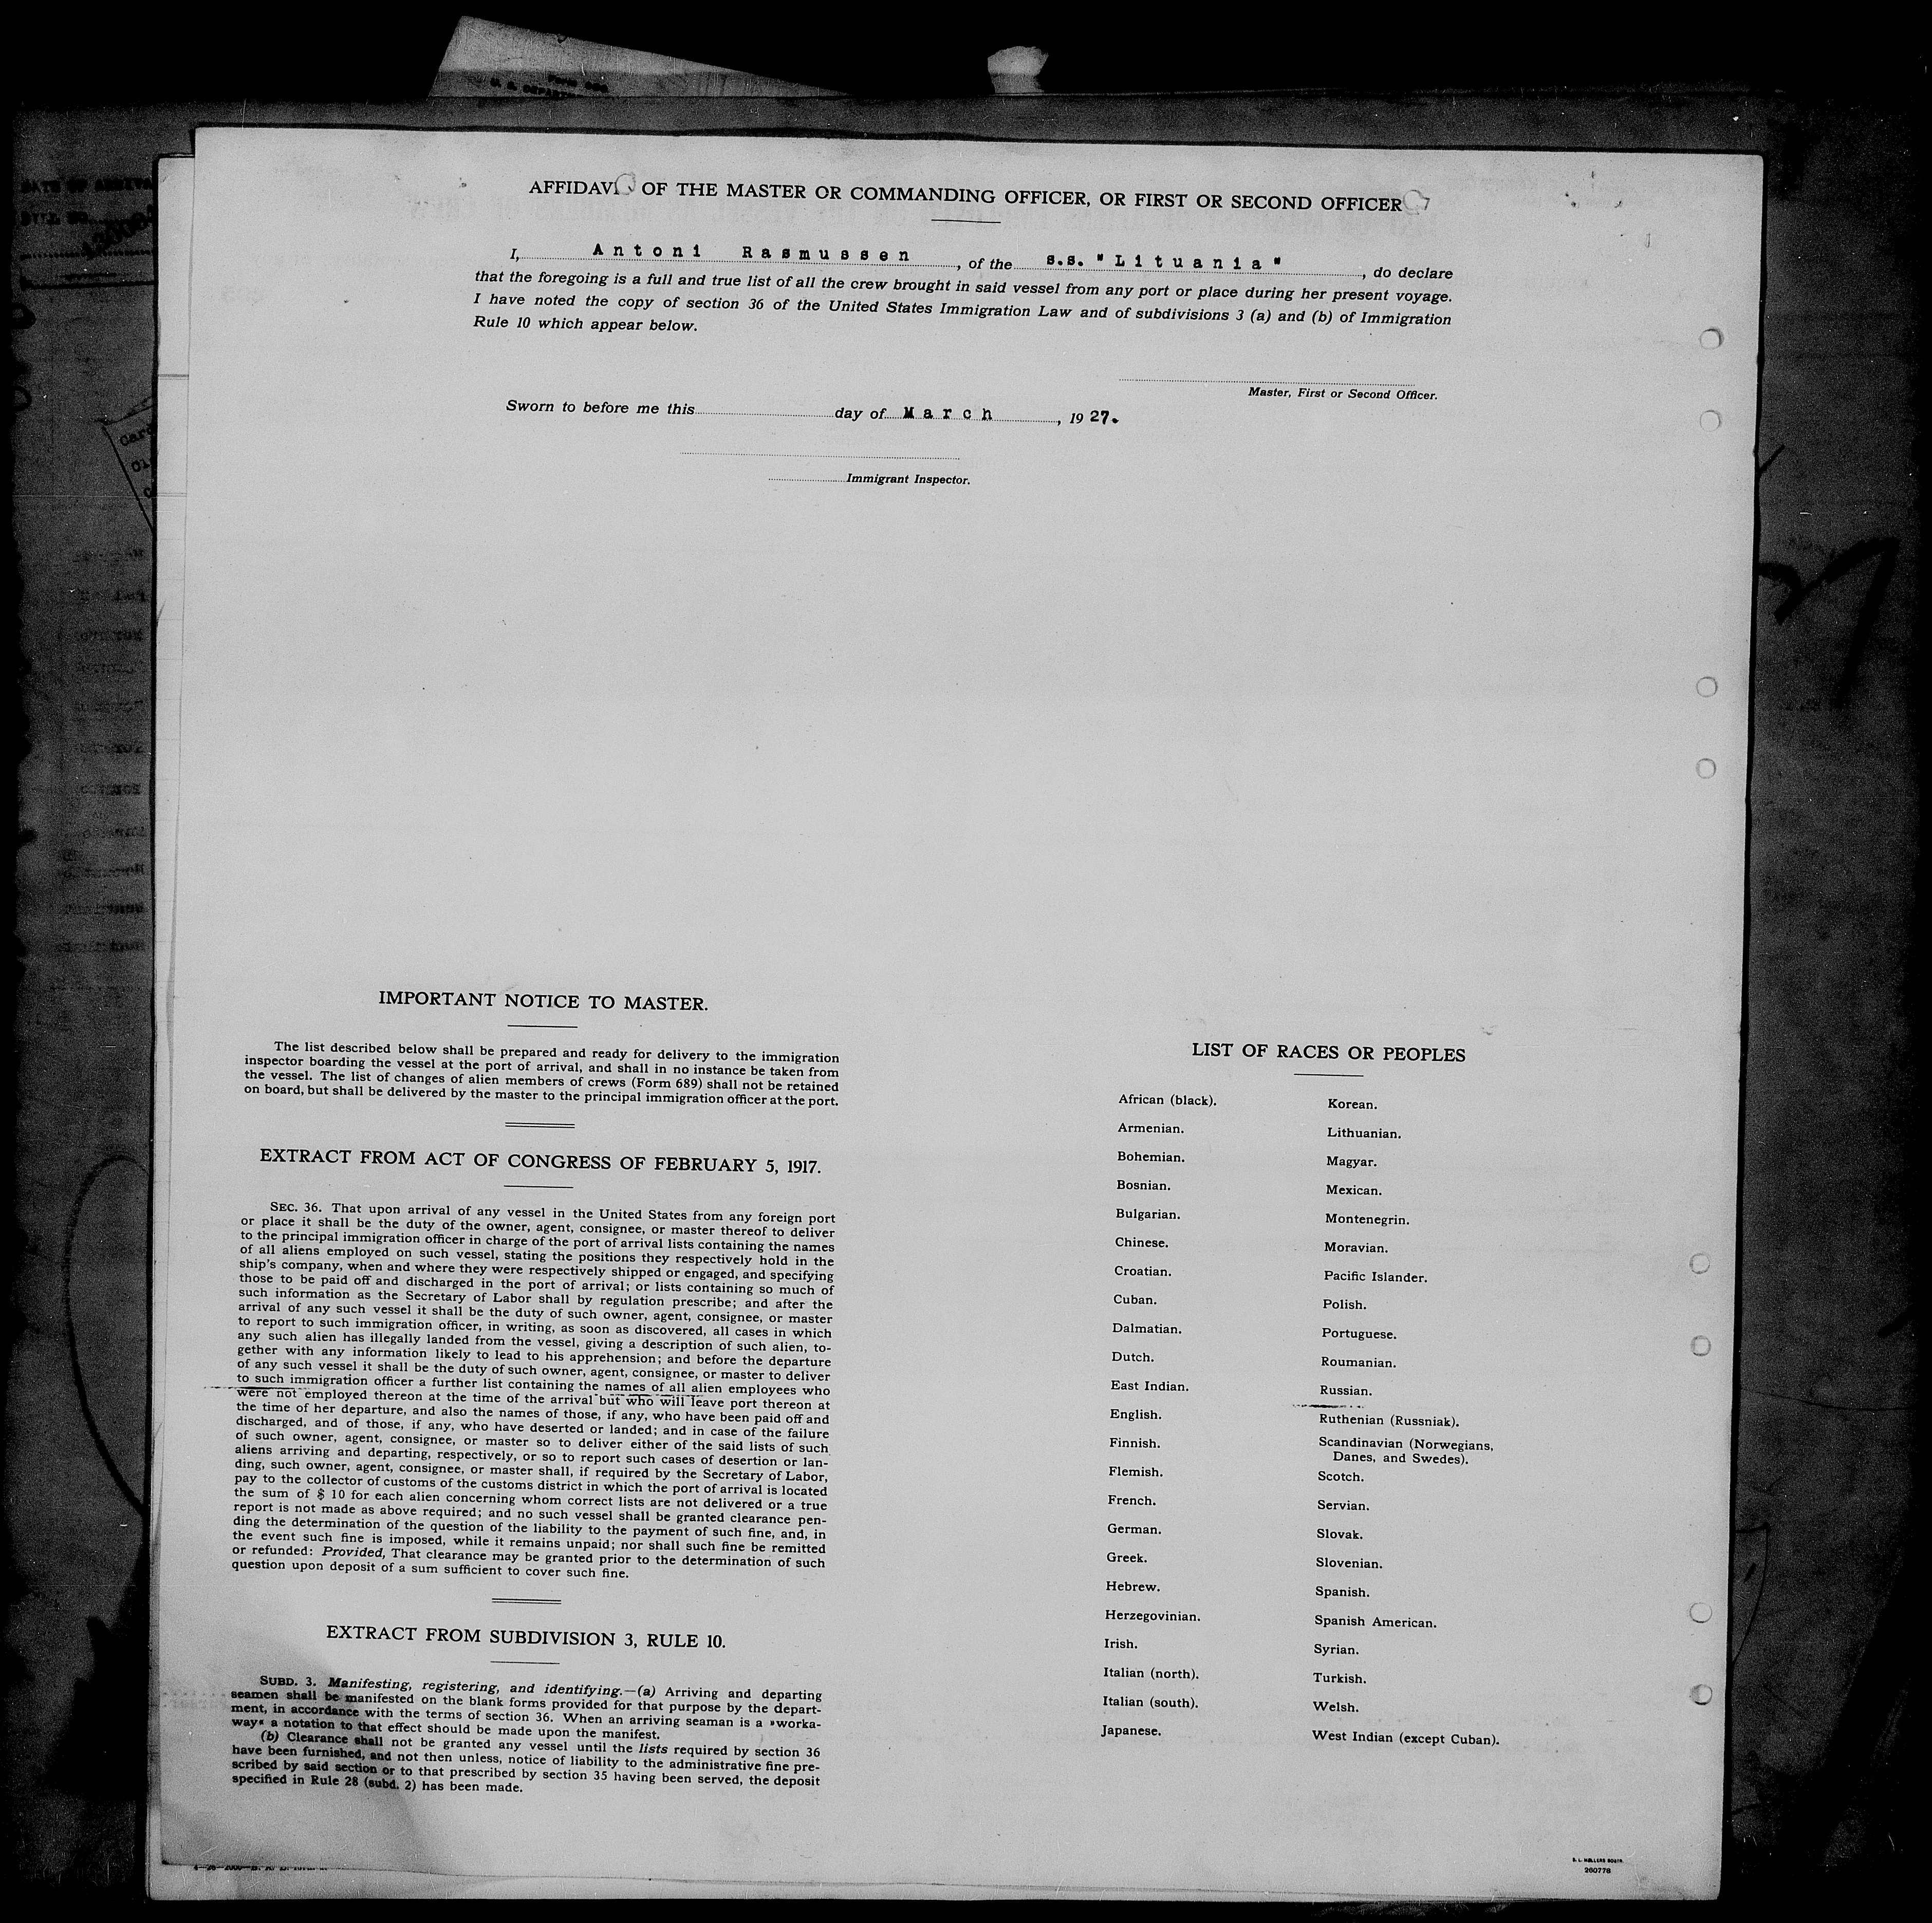 AFFIDAVI OF THE MASTER OR COMMANDING OFFICER, OR FIRST OR SECOND OFFICER
I, Antoni Rasmussen, of the s.s. "Lituania", do declare
that the foregoing is a full and true list of all the crew brought in said vessel from any port or place during her present voyage.
I have noted the copy of section 36 of the United States Immigration Law and of subdivisions 3 (a) and (b) of Immigration
Rule 10 which appear below.
Master, First or Second Officer.
Sworn to before me this day of March, 1927.
Immigrant Inspector.
IMPORTANT NOTICE TO MASTER.
The list described below shall be prepared and ready for delivery to the immigration
inspector boarding the vessel at the port of arrival, and shall in no instance be taken from
the vessel. The list of changes of alien members of crews (Form 689) shall not be retained
on board, but shall be delivered by the master to the principal immigration officer at the port.
EXTRACT FROM ACT OF CONGRESS OF FEBRUARY 5, 1917.
SEC. 36. That upon arrival of any vessel in the United States from any foreign port
or place it shall be the duty of the owner, agent, consignee, or master thereof to deliver
to the principal immigration officer in charge of the port of arrival lists containing the names
of all aliens employed on such vessel, stating the positions they respectively hold in the
ship's company, when and where they were respectively shipped or engaged, and specifying
those to be paid off and discharged in the port of arrival; or lists containing so much of
such information as the Secretary of Labor shall by regulation prescribe; and after the
arrival of any such vessel it shall be the duty of such owner, agent, consignee, or master
to report to such immigration officer, in writing, as soon as discovered, all cases in which
any such alien has illegally landed from the vessel, giving a description of such alien, to-
gether with any information likely to lead to his apprehension; and before the departure
of any such vessel it shall be the duty of such owner, agent, consignee, or master to deliver
to such immigration officer a further list containing the names of all alien employees who
were not employed thereon at the time of the arrival but who will leave port thereon at
the time of her departure, and also the names of those, if any, who have been paid off and
discharged, and of those, if any, who have deserted or landed; and in case of the failure
of such owner, agent, consignee, or master so to deliver either of the said lists of such
aliens arriving and departing, respectively, or so to report such cases of desertion or lan-
ding, such owner, agent, consignee, or master shall, if required by the Secretary of Labor,
pay to the collector of customs of the customs district in which the port of arrival is located
the sum of $ 10 for each alien concerning whom correct lists are not delivered or a true
report is not made as above required; and no such vessel shall be granted clearance pen-
ding the determination of the question of the liability to the payment of such fine, and, in
the event such fine is imposed, while it remains unpaid; nor shall such fine be remitted
or refunded: Provided, That clearance may be granted prior to the determination of such
question upon deposit of a sum sufficient to cover such fine.
EXTRACT FROM SUBDIVISION 3, RULE 10.
SUBD. 3. Manifesting, registering, and identifying.—(a) Arriving and departing
seamen shall be manifested on the blank forms provided for that purpose by the depart-
ment, in accordance with the terms of section 36. When an arriving seaman is a »worka-
way« a notation to that effect should be made upon the manifest.
(b) Clearance shall not be granted any vessel until the lists required by section 36
have been furnished, and not then unless, notice of liability to the administrative fine pre-
scribed by said section or to that prescribed by section 35 having been served, the deposit
specified in Rule 28 (subd. 2) has been made.
LIST OF RACES OR PEOPLES
African (black).
Armenian.
Bohemian.
Bosnian.
Bulgarian.
Chinese.
Croatian.
Cuban.
Dalmatian.
Dutch.
East Indian.
English.
Finnish.
Flemish.
French.
German.
Greek.
Hebrew.
Herzegovinian.
Irish.
Italian (north).
Italian (south).
Japanese.
Korean.
Lithuanian.
Magyar.
Mexican.
Montenegrin.
Moravian.
Pacific Islander.
Polish.
Portuguese.
Roumanian.
Russian.
Ruthenian (Russniak).
Scandinavian (Norwegians,
Danes, and Swedes).
Scotch.
Servian.
Slovak.
Slovenian.
Spanish.
Spanish American.
Syrian.
Turkish.
Welsh.
West Indian (except Cuban).
260778